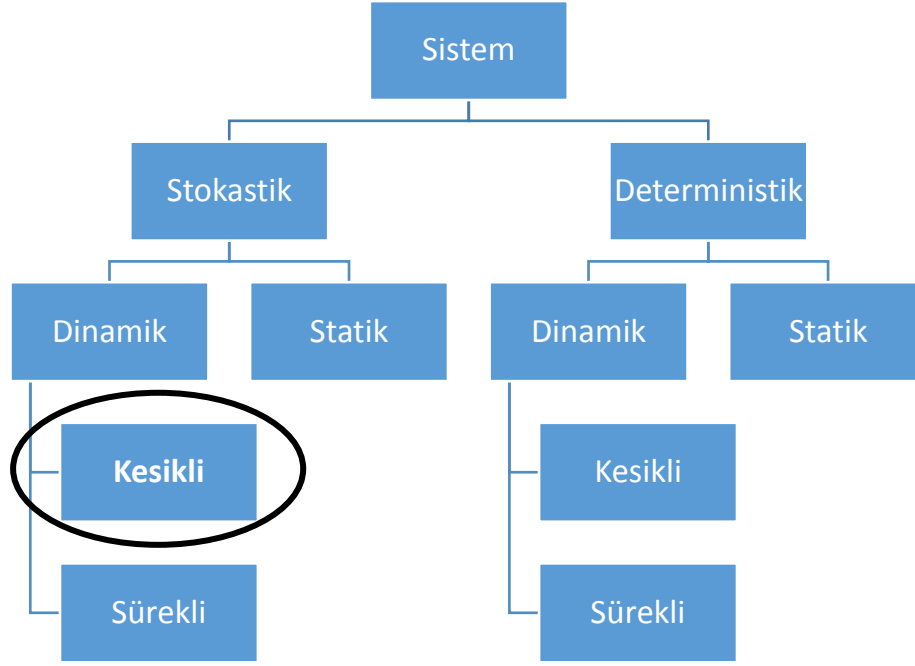 Sistem
Stokastik
Deterministik
Dinamik
Statik
Dinamik
Statik
Kesikli
Kesikli
Sürekli
Sürekli